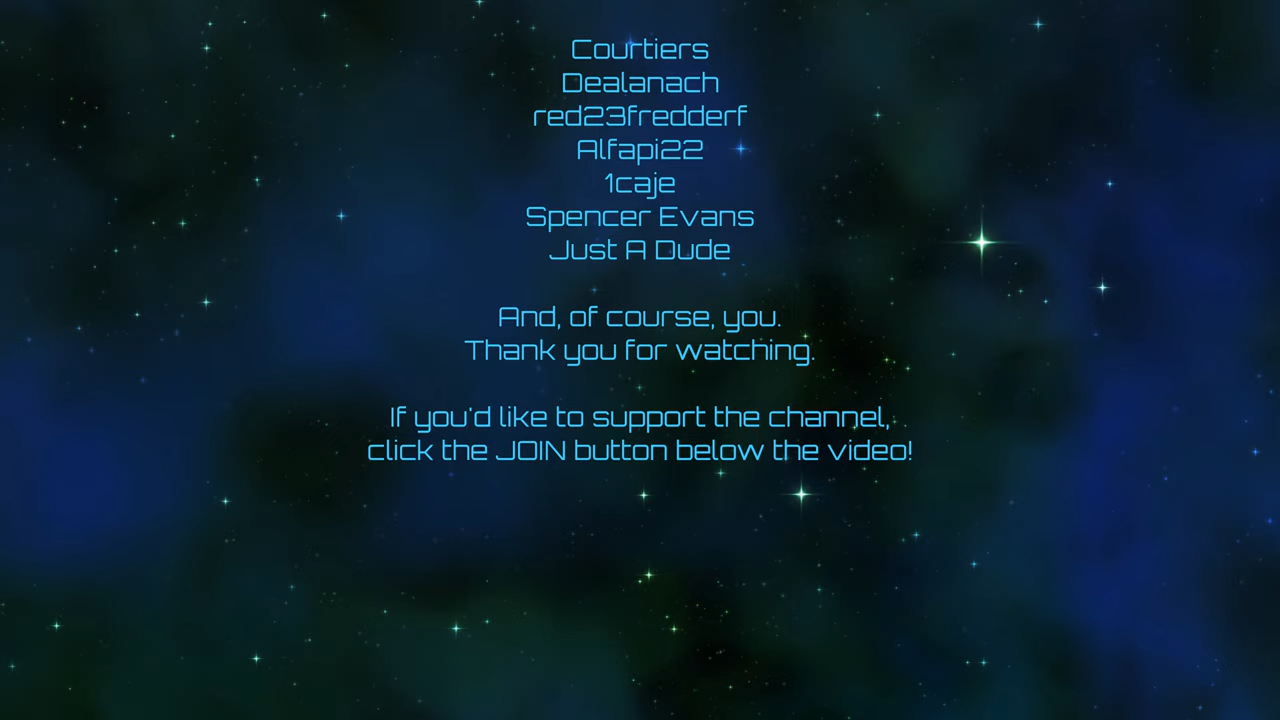 Courtiers
Dealanach
red23fredderf
Alfapi22
1caje
Spencer Evans
Just A Dude
And, of course, you.
Thank you for watching.
If you'd like to support the channel,
click the JOIN button below the video!